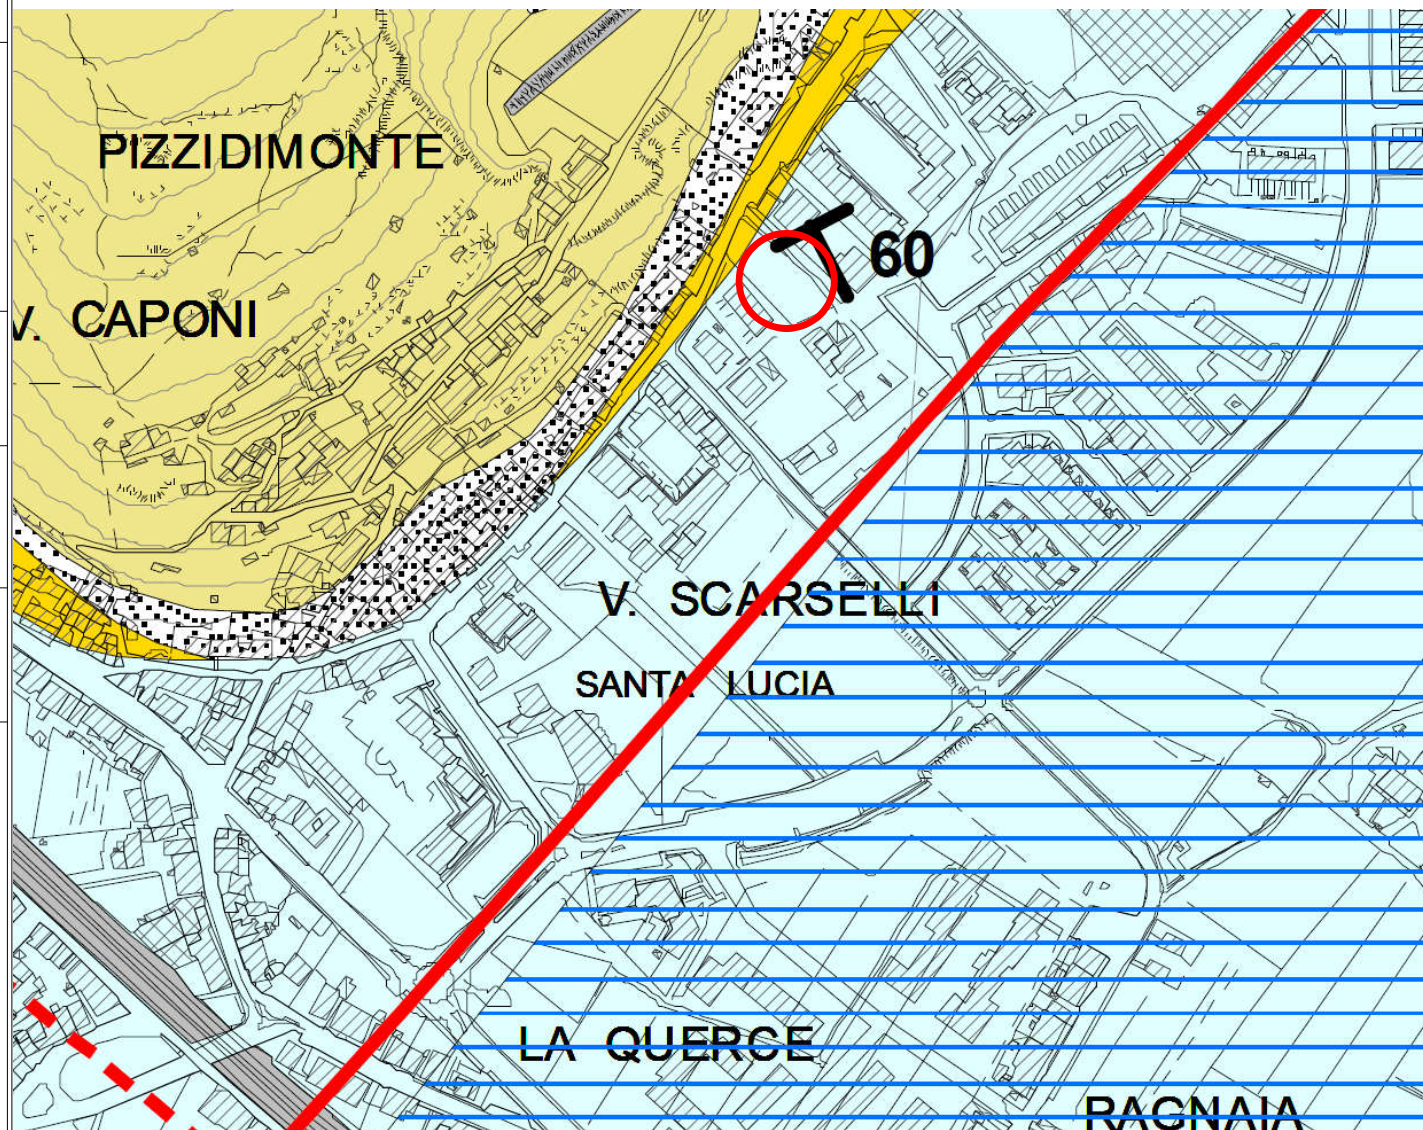 PIZZIDIMONTE
60
V. CAPONI
V. SCARSELLI
SANTA LUCIA
LA QUERCE
RAGNAIA